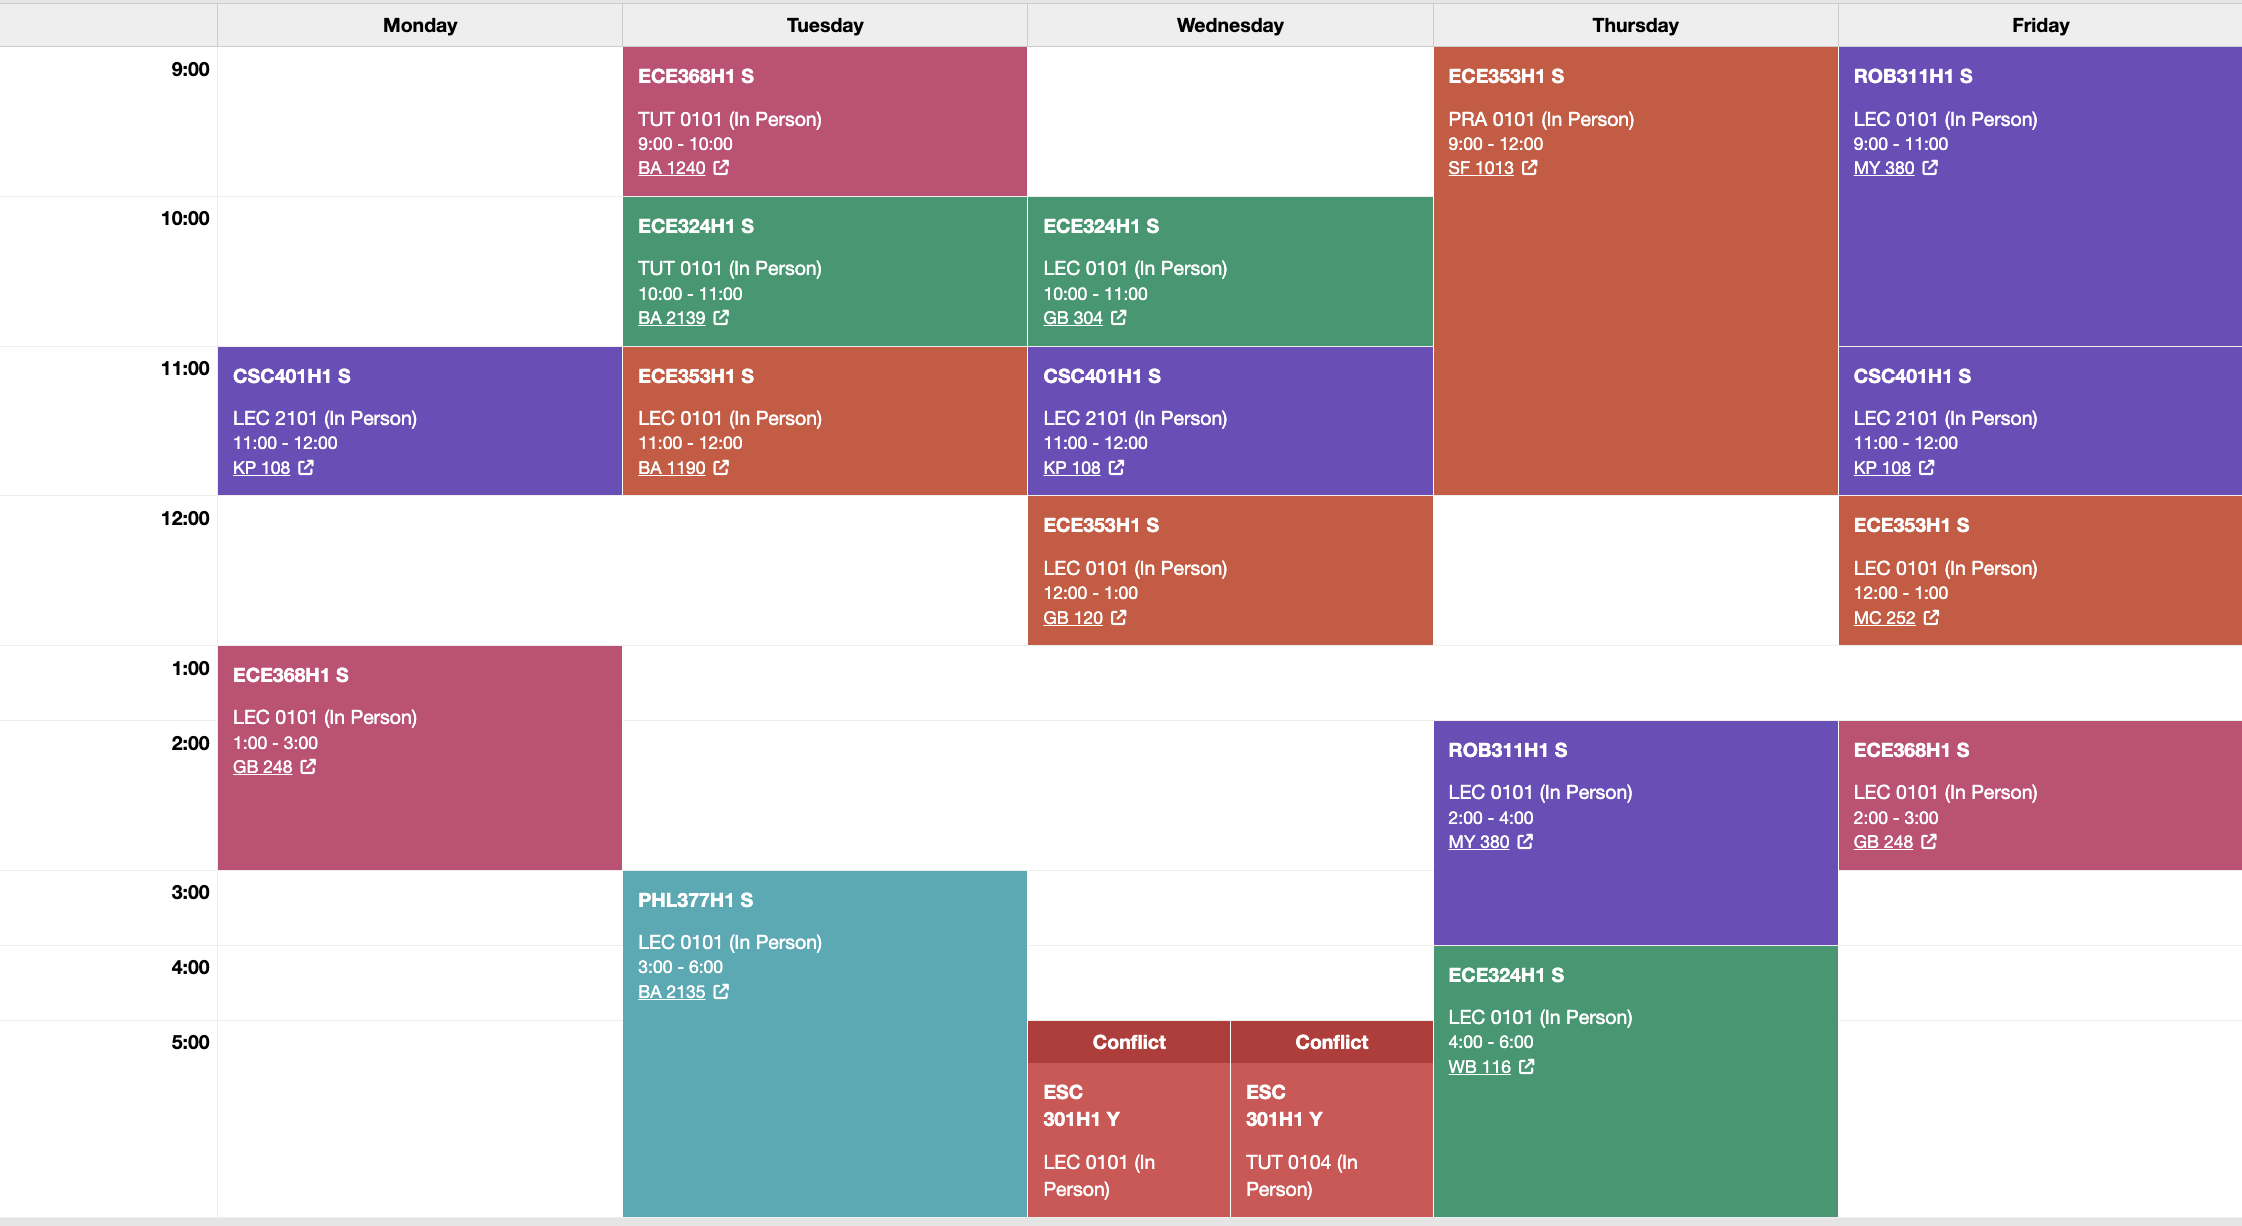 Monday Tuesday Wednesday Thursday Friday
9:00
ECE368H1 S
TUT 0101 (In Person)
9:00 - 10:00
BA 1240
ECE353H1 S
PRA 0101 (In Person)
9:00 - 12:00
SF 1013
ROB311H1 S
LEC 0101 (In Person)
9:00 - 11:00
MY 380
10:00
ECE324H1 S
TUT 0101 (In Person)
10:00 - 11:00
BA 2139
ECE324H1 S
LEC 0101 (In Person)
10:00 - 11:00
GB 304
11:00
CSC401H1 S
LEC 2101 (In Person)
11:00 - 12:00
KP 108
ECE353H1 S
LEC 0101 (In Person)
11:00 - 12:00
BA 1190
CSC401H1 S
LEC 2101 (In Person)
11:00 - 12:00
KP 108
CSC401H1 S
LEC 2101 (In Person)
11:00 - 12:00
KP 108
12:00
ECE353H1 S
LEC 0101 (In Person)
12:00 - 1:00
GB 120
ECE353H1 S
LEC 0101 (In Person)
12:00 - 1:00
MC 252
1:00
ECE368H1 S
LEC 0101 (In Person)
1:00 - 3:00
GB 248
2:00
ROB311H1 S
LEC 0101 (In Person)
2:00 - 4:00
MY 380
ECE368H1 S
LEC 0101 (In Person)
2:00 - 3:00
GB 248
3:00
PHL377H1 S
LEC 0101 (In Person)
3:00 - 6:00
BA 2135
4:00
ECE324H1 S
LEC 0101 (In Person)
4:00 - 6:00
WB 116
5:00
Conflict
ESC
301H1 Y
LEC 0101 (In
Person)
Conflict
ESC
301H1 Y
TUT 0104 (In
Person)